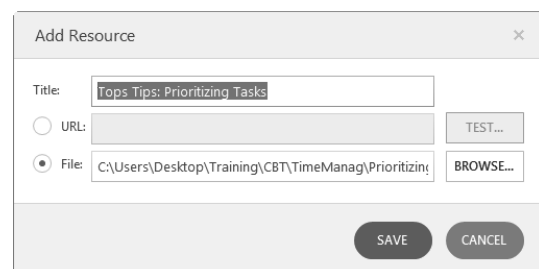 Add Resource ×
Title: Tops Tips: Prioritizing Tasks
URL: TEST...
File: C:\Users\Desktop\Training\CBT\TimeManag\Prioritizing BROWSE...
SAVE CANCEL